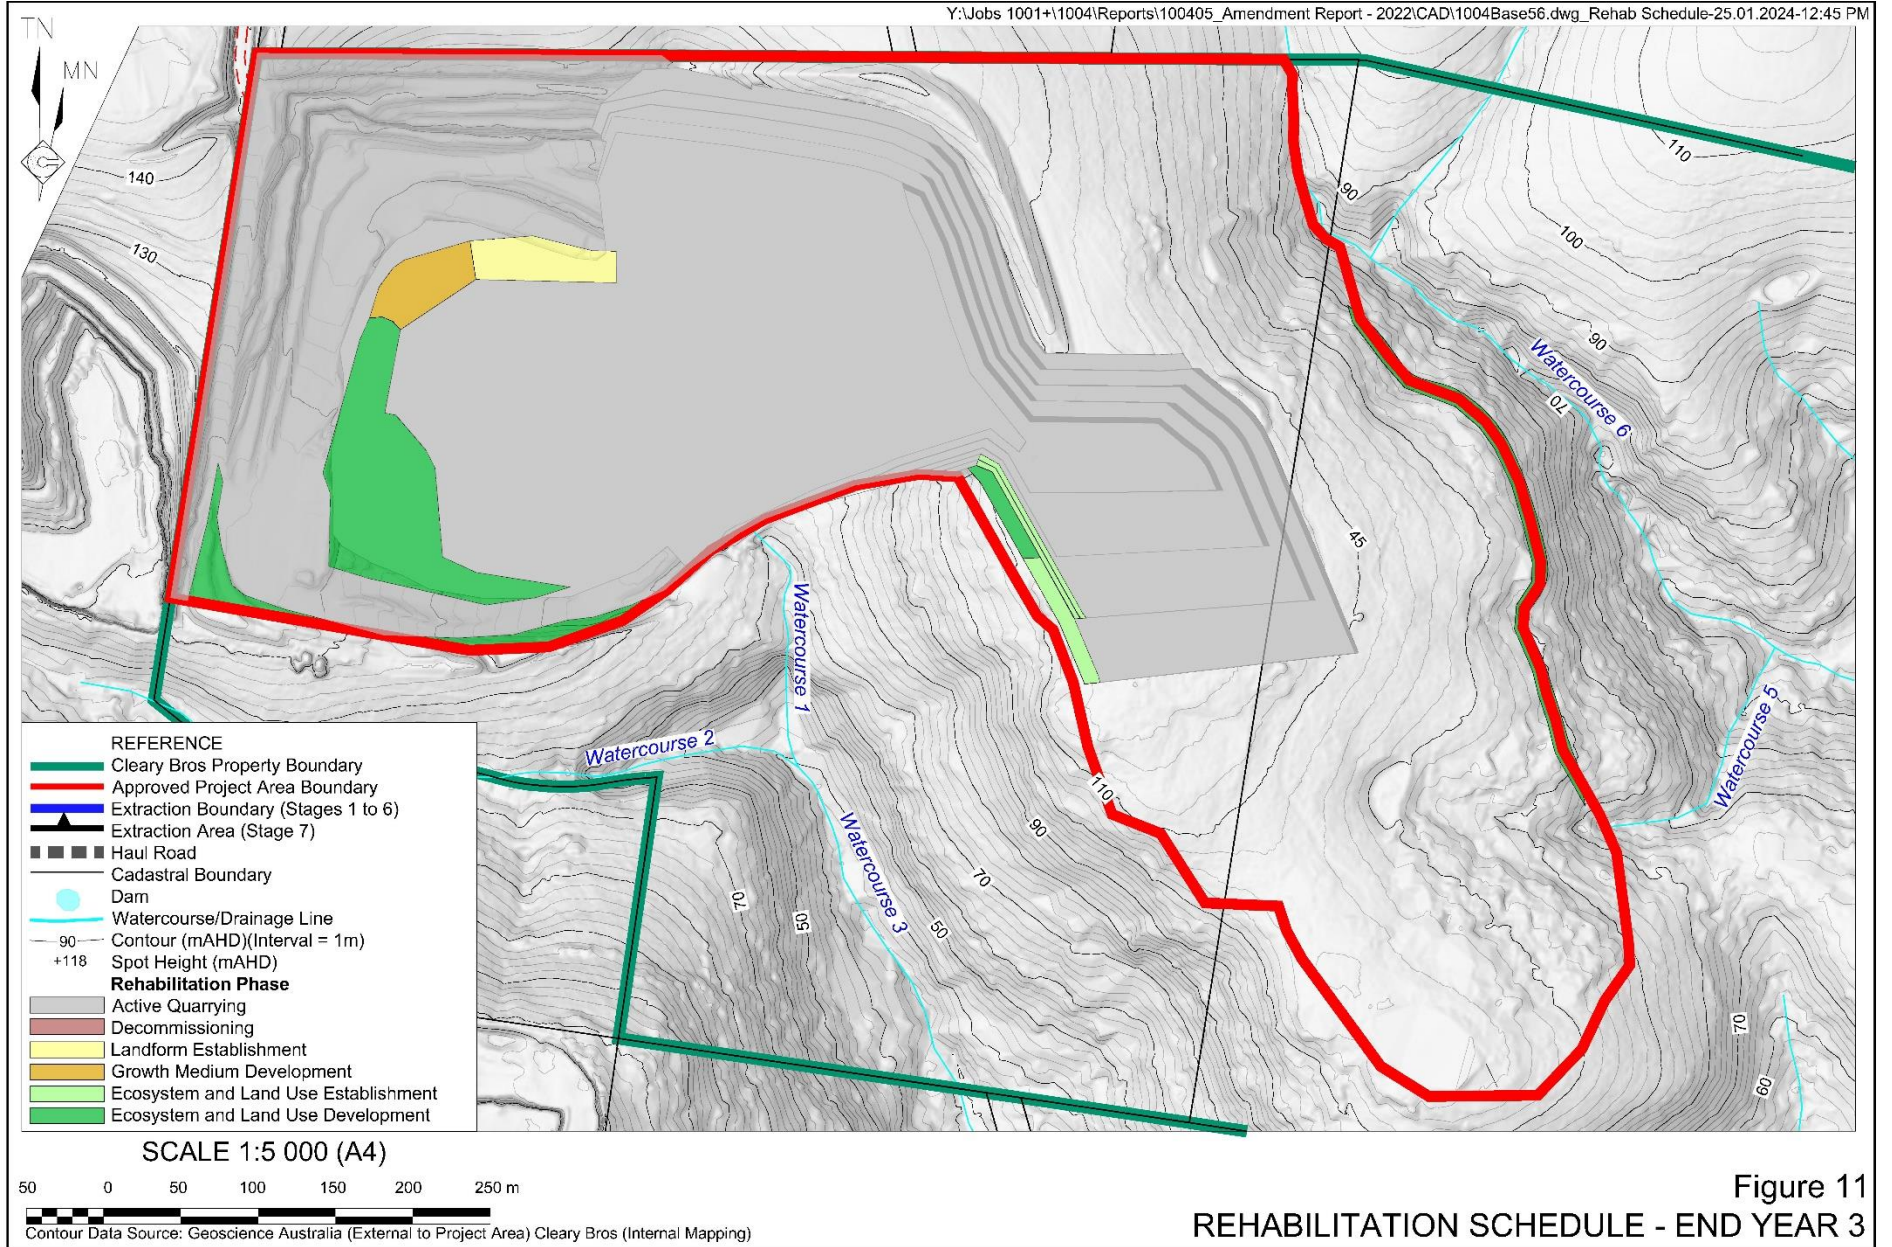 Y:\Jobs 1001+\1004\Reports\100405_Amendment Report - 2022\CAD\1004Base56.dwg_Rehab Schedule-25.01.2024-12:45 PM
TN
MN
140
130
110
90
100
90
Watercourse 6
70
45
Watercourse 1
Watercourse 2
Watercourse 5
110
90
Watercourse 3
70
70
50
50
70
60
REFERENCE
Cleary Bros Property Boundary
Approved Project Area Boundary
Extraction Boundary (Stages 1 to 6)
Extraction Area (Stage 7)
Haul Road
Cadastral Boundary
Dam
Watercourse/Drainage Line
90 Contour (mAHD)(Interval = 1m)
+118 Spot Height (mAHD)
Rehabilitation Phase
Active Quarrying
Decommissioning
Landform Establishment
Growth Medium Development
Ecosystem and Land Use Establishment
Ecosystem and Land Use Development
SCALE 1:5 000 (A4)
50 0 50 100 150 200 250 m
Contour Data Source: Geoscience Australia (External to Project Area) Cleary Bros (Internal Mapping)
Figure 11
REHABILITATION SCHEDULE - END YEAR 3